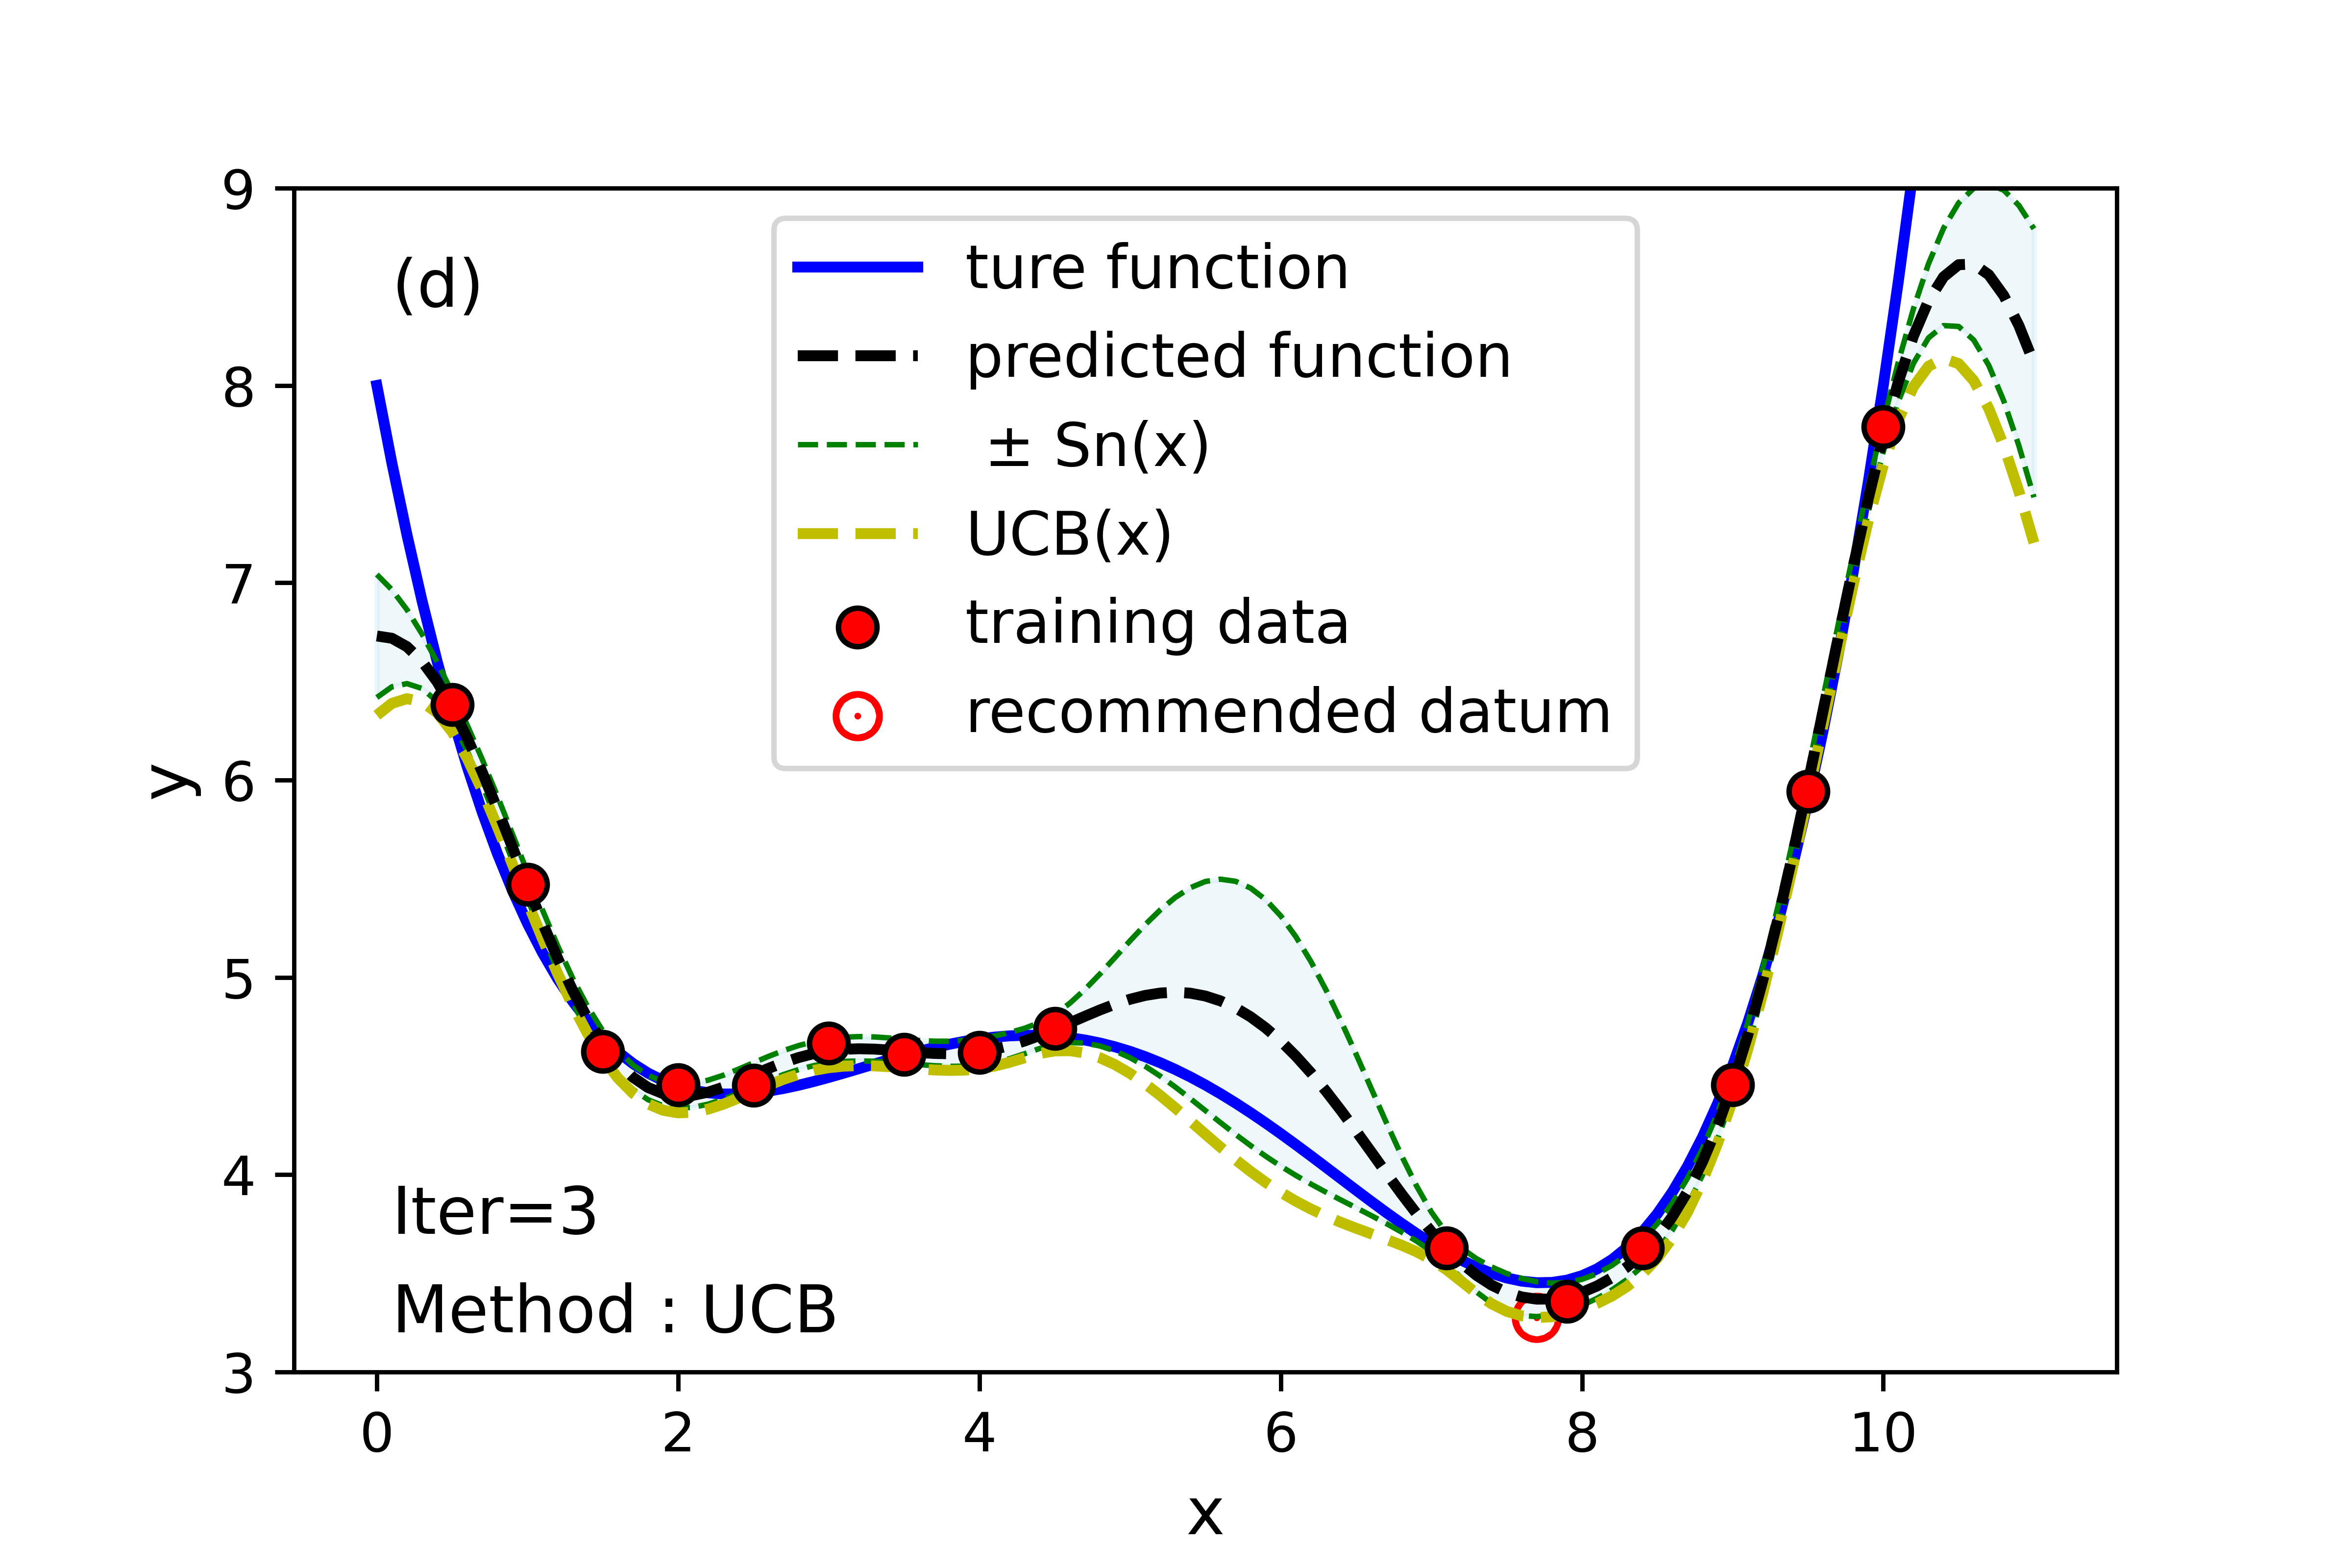 (d)
ture function
predicted function
± Sn(x)
UCB(x)
training data
recommended datum
Iter=3
Method : UCB
y
9
8
7
6
5
4
3
0 2 4 6 8 10
x